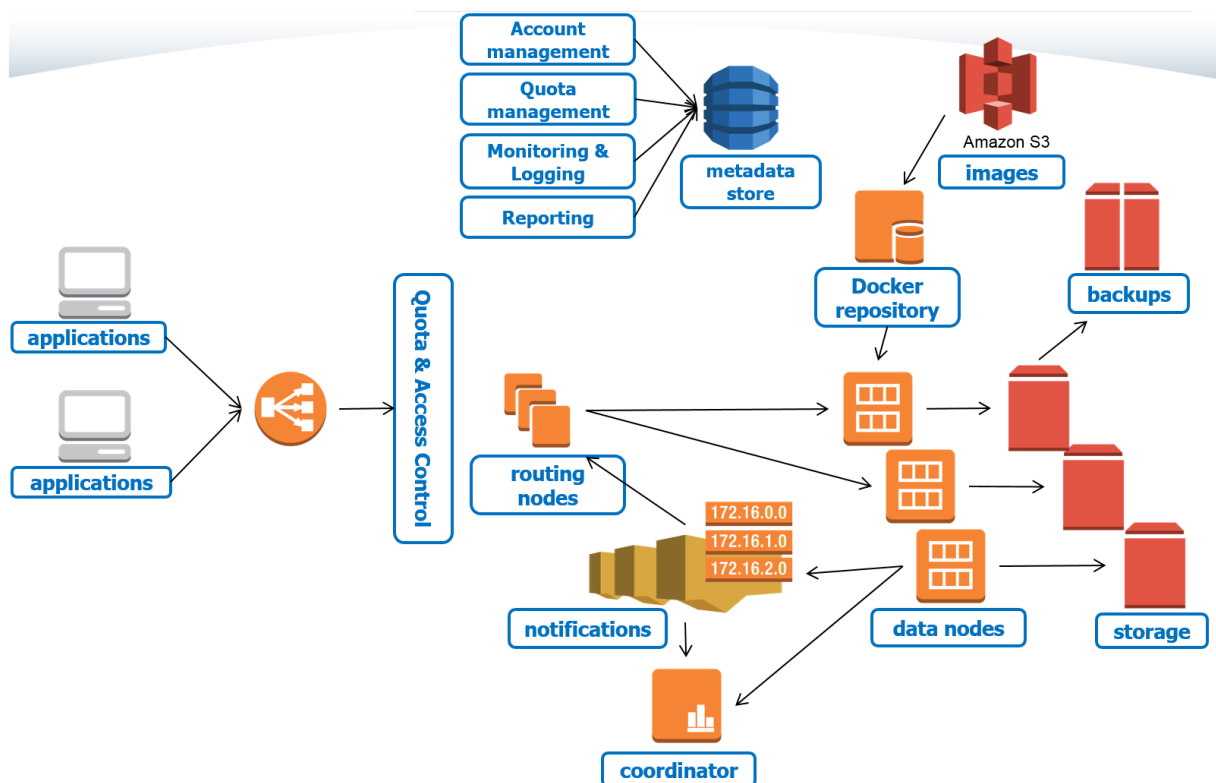 Account
management
Quota
management
Monitoring &
Logging
Reporting
metadata
store
Amazon S3
images
Docker
repository
backups
applications
applications
Quota & Access Control
routing
nodes
172.16.0.0
172.16.1.0
172.16.2.0
notifications
data nodes
storage
coordinator